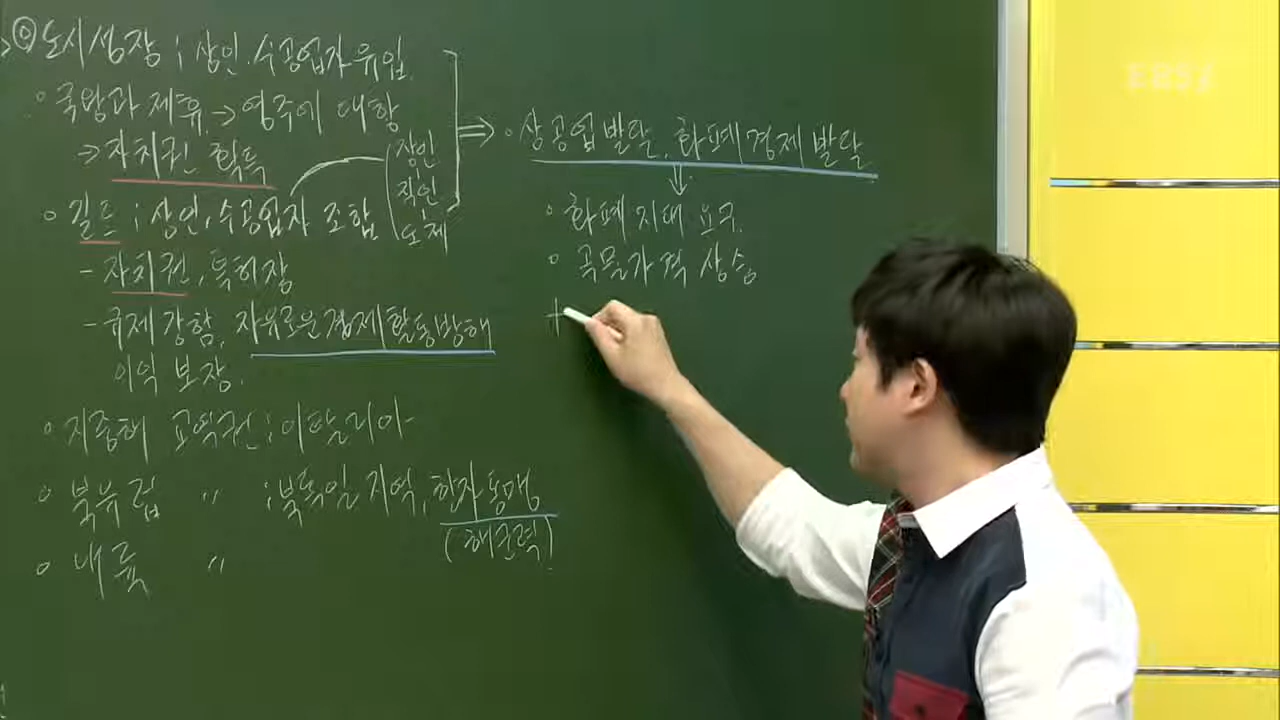 ◎도시성장 ; 상인. 수공업자 유입.
◦ 국왕과 제휴. → 영주에 대항
→ 자치권 획득
◦ 길드 ; 상인, 수공업자 조합
장인
직인
도제
- 자치권, 특허장
- 규제 강함, 자유로운 경제활동 방해
이익 보장.
◦ 지중해 교역권 ; 이탈리아
◦ 북유럽 〃 ; 북독일 지역, 한자 동맹
(해군력)
◦ 내륙 〃
⇒ ◦ 상공업 발달, 화폐경제 발달
⇓
◦ 화폐 지대 요구.
◦ 곡물가격 상승
+
EBSi